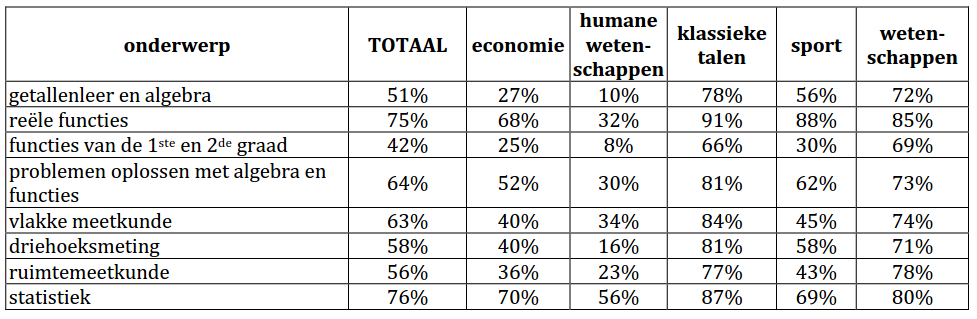 onderwerp TOTAAL economie humane weten-schappen klassieke talen sport weten-schappen
getallenleer en algebra 51% 27% 10% 78% 56% 72%
reële functies 75% 68% 32% 91% 88% 85%
functies van de 1ste en 2de graad 42% 25% 8% 66% 30% 69%
problemen oplossen met algebra en
functies 64% 52% 30% 81% 62% 73%
vlakke meetkunde 63% 40% 34% 84% 45% 74%
driehoeksmeting 58% 40% 16% 81% 58% 71%
ruimtemeetkunde 56% 36% 23% 77% 43% 78%
statistiek 76% 70% 56% 87% 69% 80%